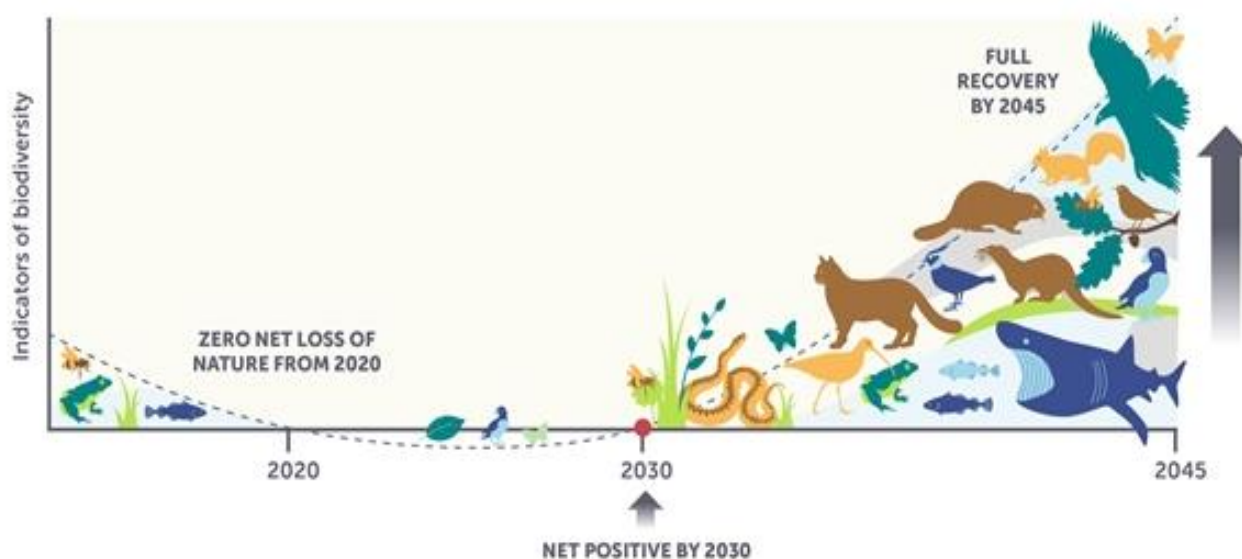 Indicators of biodiversity
FULL
RECOVERY
BY 2045
ZERO NET LOSS OF
NATURE FROM 2020
2020
2030
2045
NET POSITIVE BY 2030